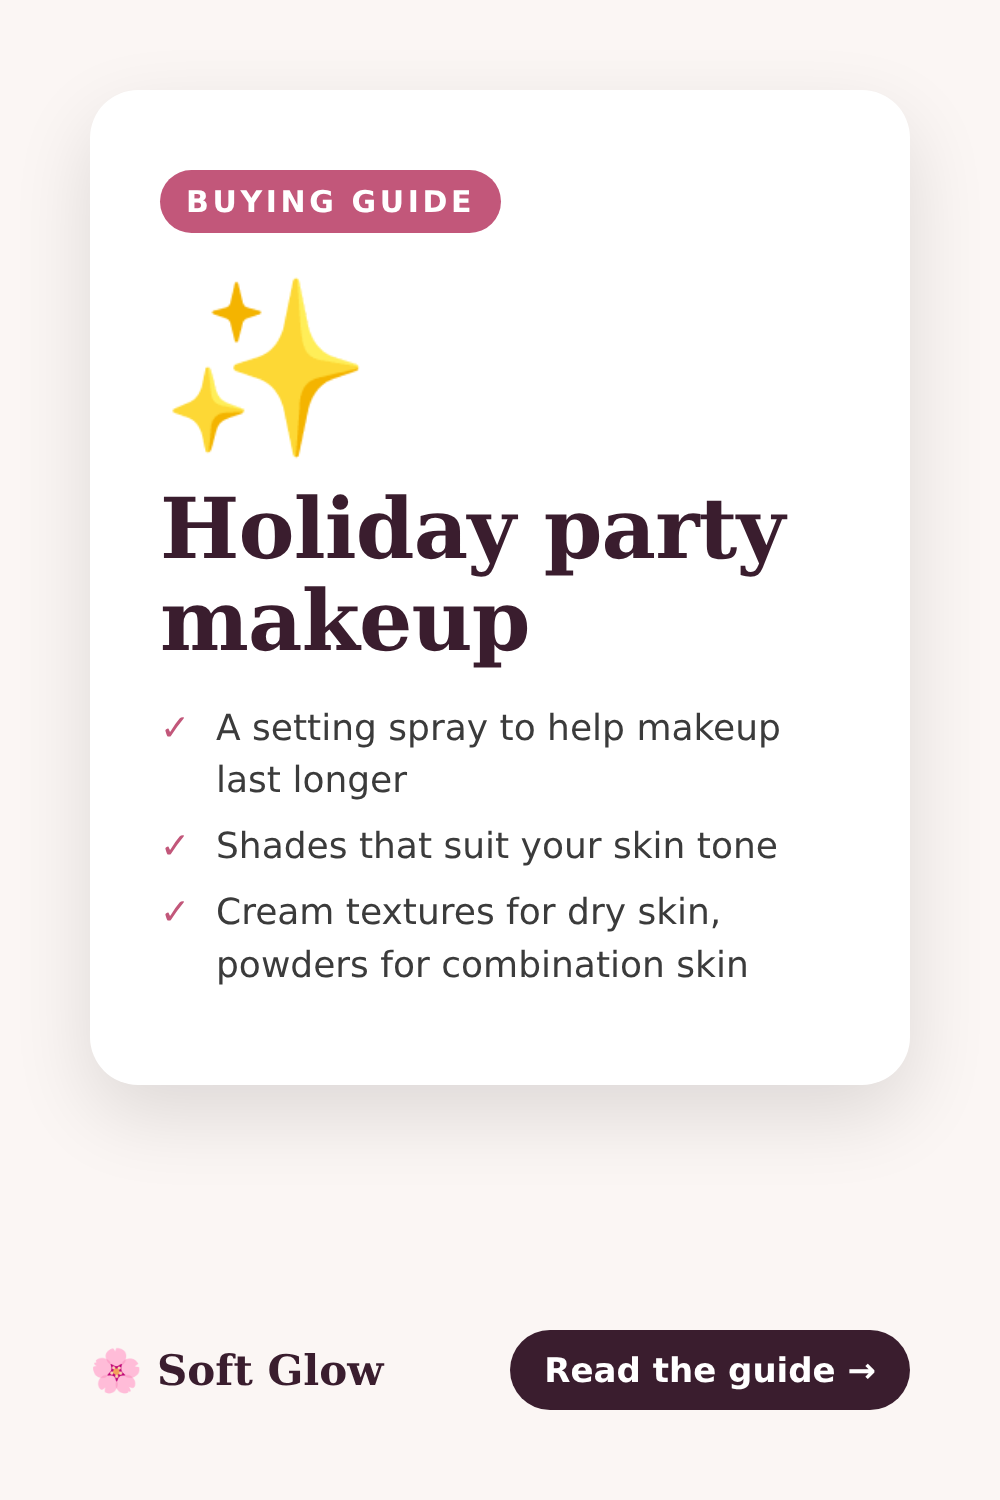 BUYING GUIDE
Holiday party
makeup
✓ A setting spray to help makeup
last longer
✓ Shades that suit your skin tone
✓ Cream textures for dry skin,
powders for combination skin
Soft Glow
Read the guide →